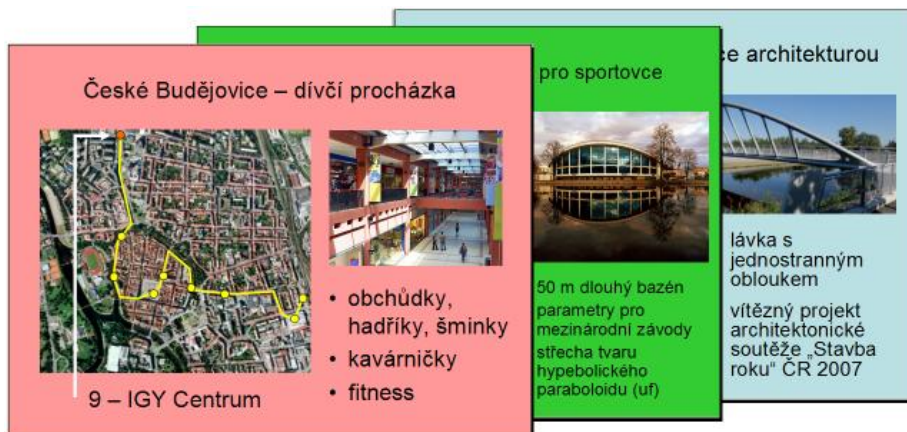 České Budějovice – dívčí procházka
9 – IGY Centrum
• obchůdky,
hadříky, šminky
• kavárničky
• fitness
pro sportovce
50 m dlouhý bazén
parametry pro
mezinárodní závody
střecha tvaru
hypebolického
paraboloidu (uf)
architekturou
lávka s
jednostranným
obloukem
vítězný projekt
architektonické
soutěže „Stavba
roku“ ČR 2007